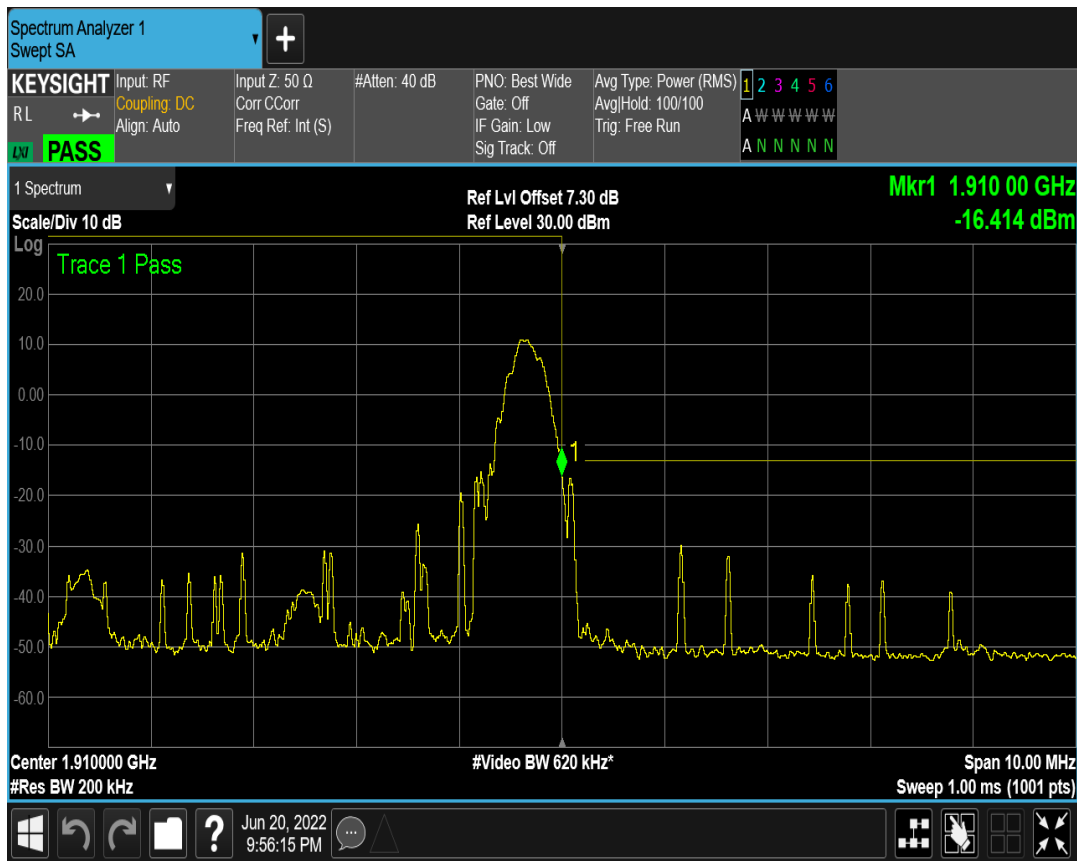 Spectrum Analyzer 1
Swept SA
+
KEYSIGHT
RL
LXI PASS
Input: RF
Coupling: DC
Align: Auto
Input Z: 50 Ω
Corr CCorr
Freq Ref: Int (S)
#Atten: 40 dB
PNO: Best Wide
Gate: Off
IF Gain: Low
Sig Track: Off
Avg Type: Power (RMS)
Avg|Hold: 100/100
Trig: Free Run
1 2 3 4 5 6
A W W W W W
A N N N N N
1 Spectrum
Scale/Div 10 dB
Ref Lvl Offset 7.30 dB
Ref Level 30.00 dBm
Mkr1 1.910 00 GHz
-16.414 dBm
Log
Trace 1 Pass
20.0
10.0
0.00
-10.0
1
-20.0
-30.0
-40.0
-50.0
-60.0
Center 1.910000 GHz
#Video BW 620 kHz*
Span 10.00 MHz
#Res BW 200 kHz
Sweep 1.00 ms (1001 pts)
?
Jun 20, 2022
9:56:15 PM